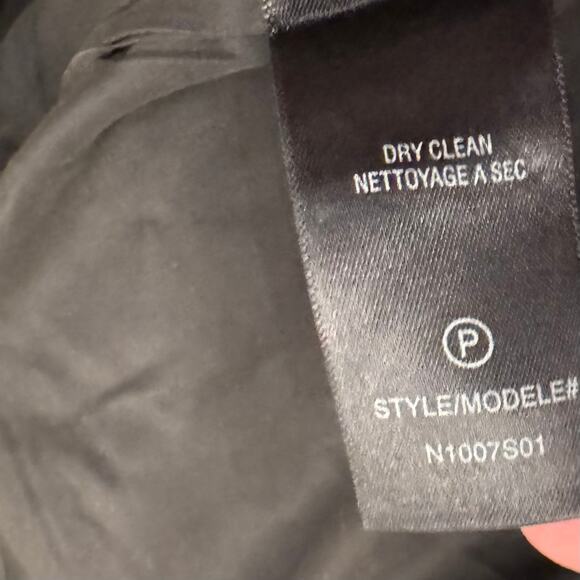 DRY CLEAN
NETTOYAGE A SEC
P
STYLE/MODELE#
N1007S01